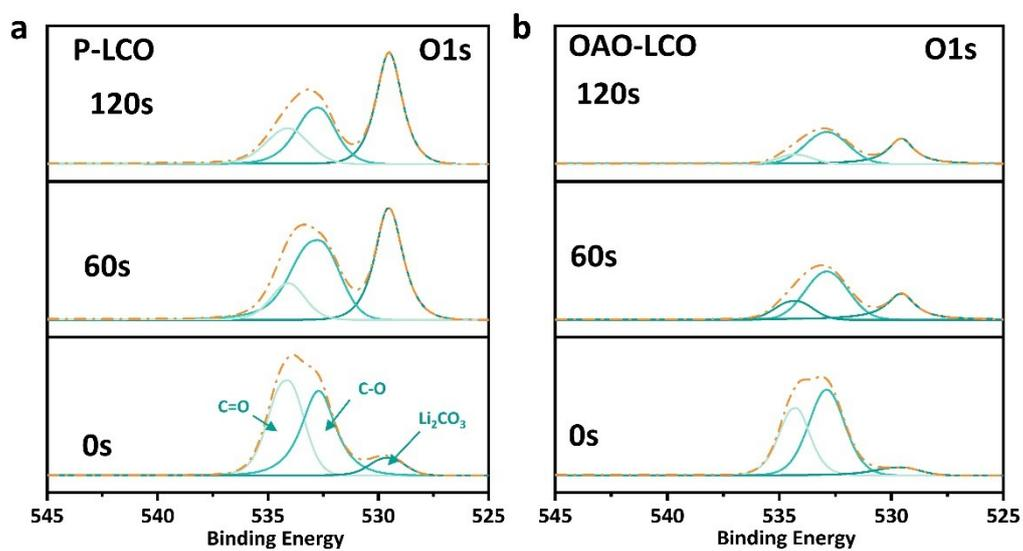 a
P-LCO
O1s
120s
60s
C=O
C-O
Li₂CO₃
0s
545 540 535 530 525
Binding Energy
b
OAO-LCO
O1s
120s
60s
0s
545 540 535 530 525
Binding Energy